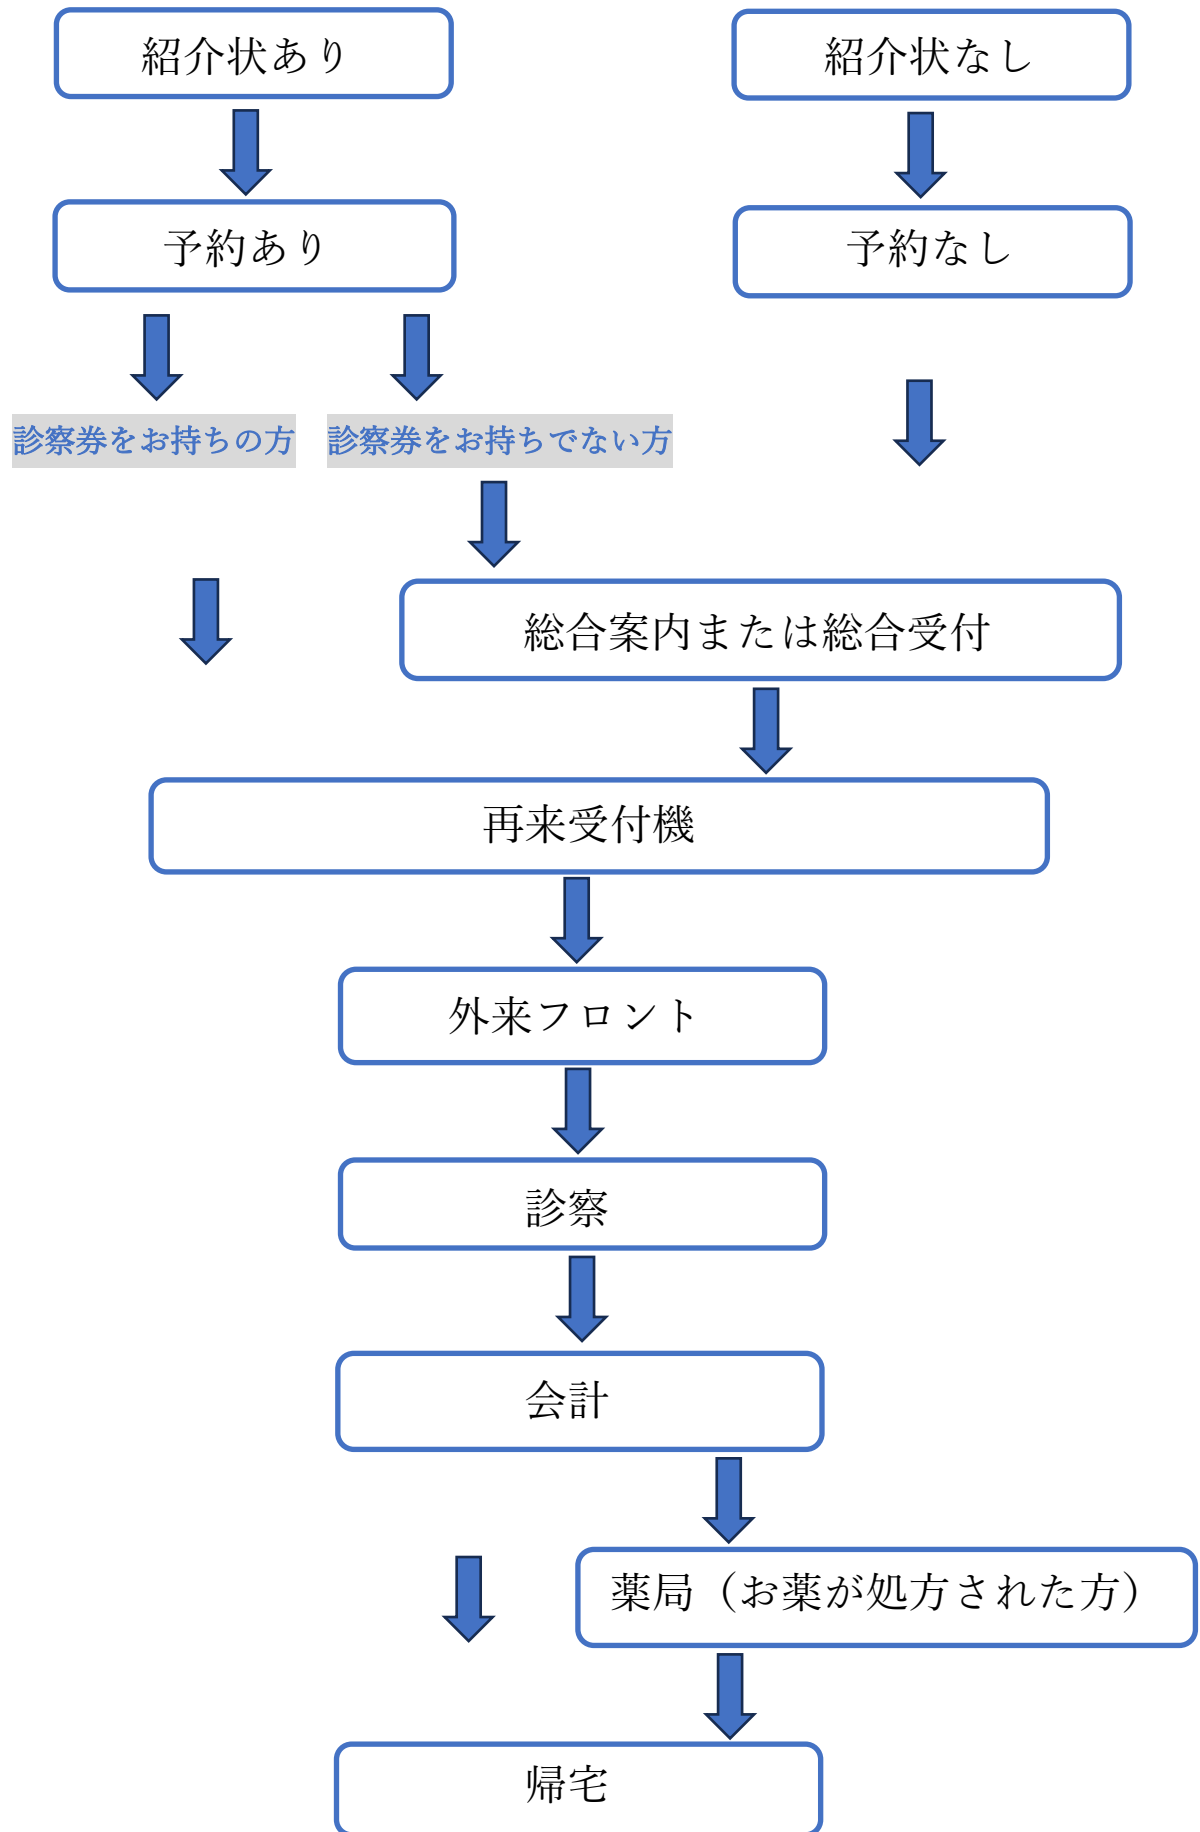 紹介状あり
紹介状なし
予約あり
予約なし
診察券をお持ちの方
診察券をお持ちでない方
総合案内または総合受付
再来受付機
外来フロント
診察
会計
薬局（お薬が処方された方）
帰宅